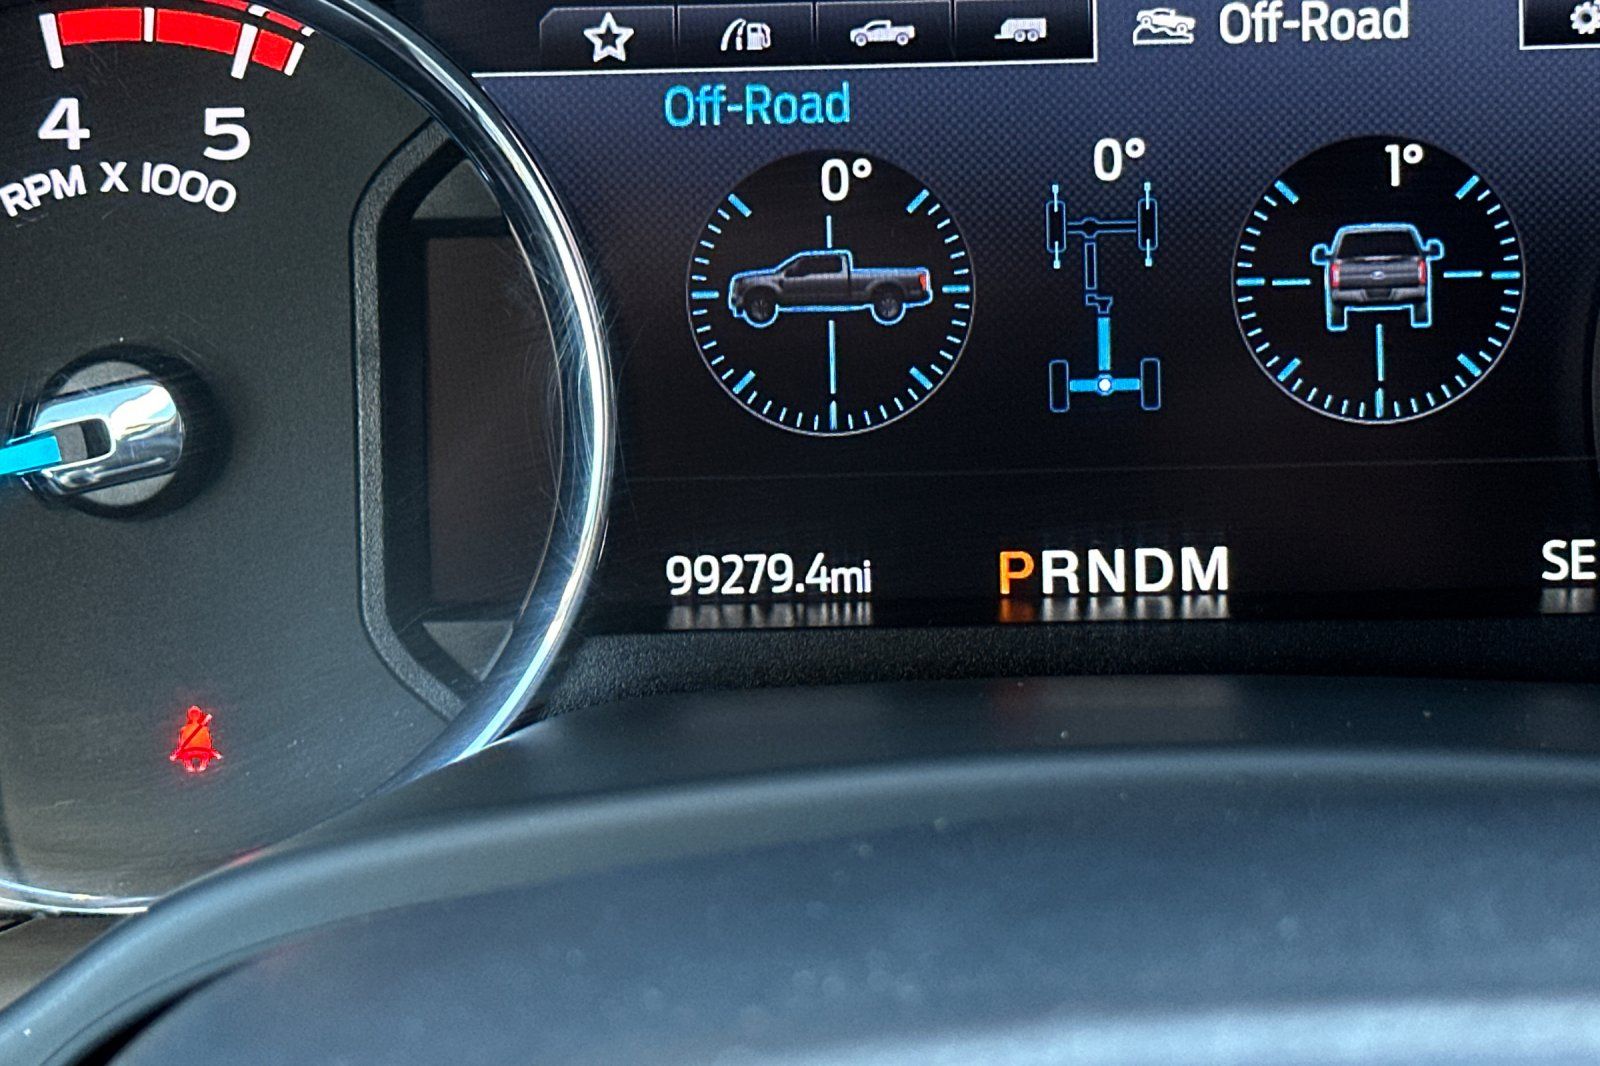 Off-Road
Off-Road
4 5
RPM X 1000
0° 0° 1°
99279.4mi PRNDM SE